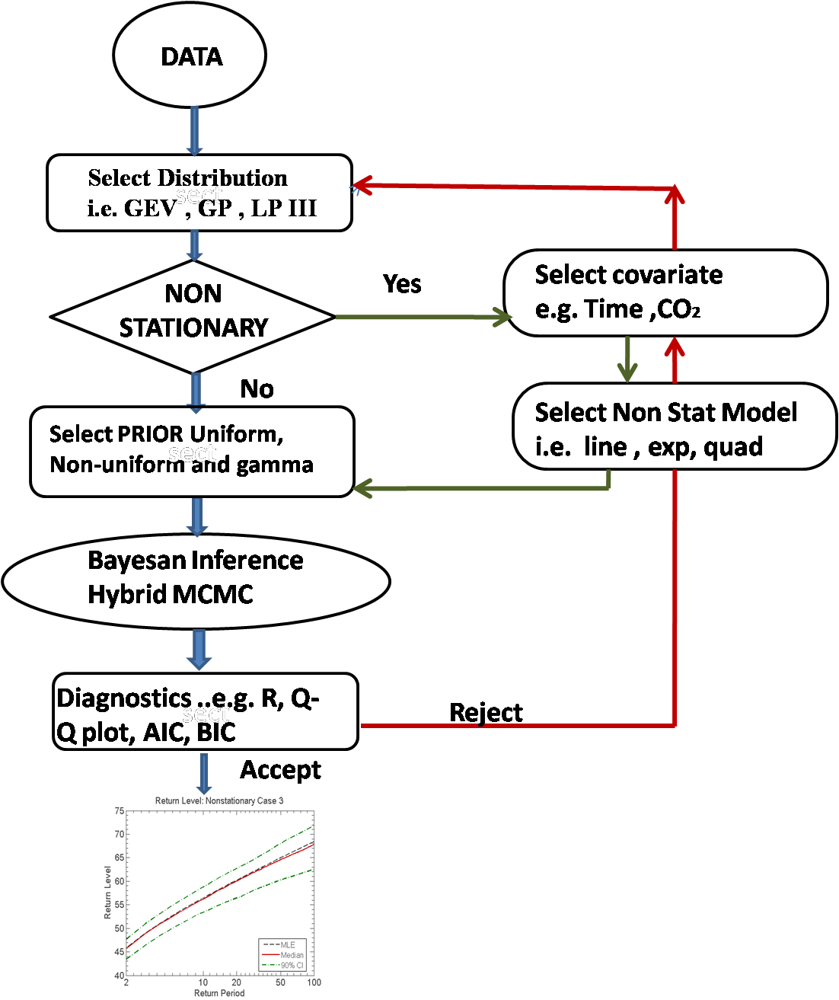 DATA
Select Distribution
sect
i.e. GEV , GP , LP III
NON
STATIONARY
Yes
Select covariate
e.g. Time ,CO₂
No
Select Non Stat Model
i.e. line , exp, quad
Select PRIOR Uniform,
sect
Non-uniform and gamma
Bayesan Inference
Hybrid MCMC
Diagnostics ..e.g. R, Q-
sect
Q plot, AIC, BIC
Reject
Accept
Return Level: Nonstationary Case 3
Return Level
75
70
65
60
55
50
45
40
2
10
20
50
100
Return Period
MLE
Median
90% CI